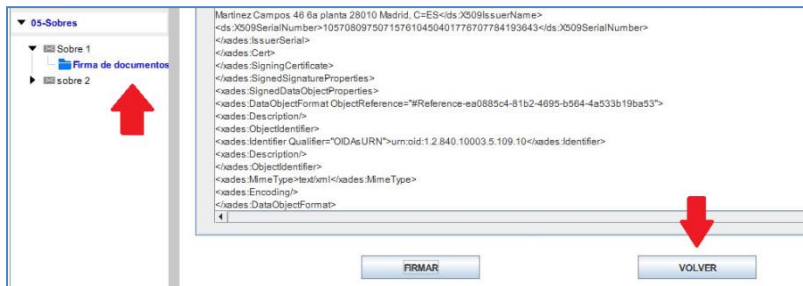 05-Sobres
Sobre 1
Firma de documentos
sobre 2
Martinez Campos 46 6a planta 28010 Madrid, C=ES</ds:X509IssuerName>
<ds:X509SerialNumber>105708097507157610450401776707784193643</ds:X509SerialNumber>
</xades:IssuerSerial>
</xades:Cert>
</xades:SigningCertificate>
</xades:SignedSignatureProperties>
<xades:SignedDataObjectProperties>
<xades:DataObjectFormat ObjectReference="#Reference-ea0885c4-81b2-4695-b564-4a533b19ba53">
<xades:Description/>
<xades:ObjectIdentifier>
<xades:Identifier Qualifier="OIDAsURN">urn:oid:1.2.840.10003.5.109.10</xades:Identifier>
<xades:Description/>
</xades:ObjectIdentifier>
<xades:MimeType>text/xml</xades:MimeType>
<xades:Encoding/>
</xades:DataObjectFormat>
FIRMAR
VOLVER